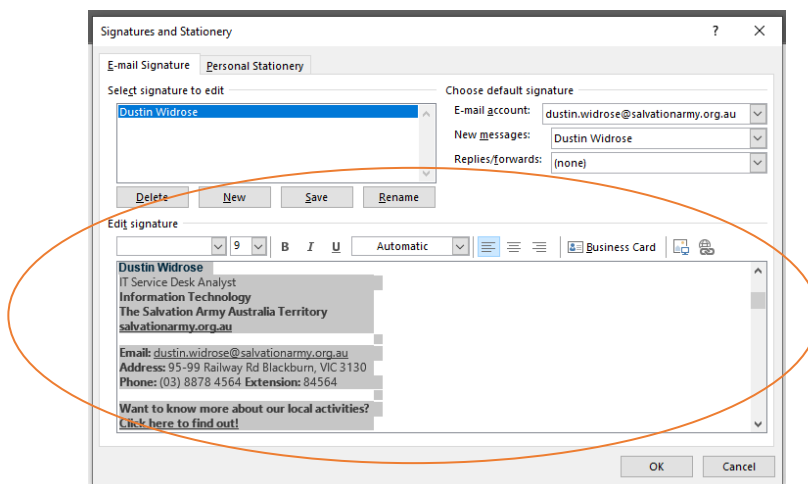 Signatures and Stationery ? ×
E-mail Signature Personal Stationery
Select signature to edit
Dustin Widrose
Delete New Save Rename
Choose default signature
E-mail account: dustin.widrose@salvationarmy.org.au
New messages: Dustin Widrose
Replies/forwards: (none)
Edit signature
9 B I U Automatic Business Card
Dustin Widrose
IT Service Desk Analyst
Information Technology
The Salvation Army Australia Territory
salvationarmy.org.au
Email: dustin.widrose@salvationarmy.org.au
Address: 95-99 Railway Rd Blackburn, VIC 3130
Phone: (03) 8878 4564 Extension: 84564
Want to know more about our local activities?
Click here to find out!
OK Cancel